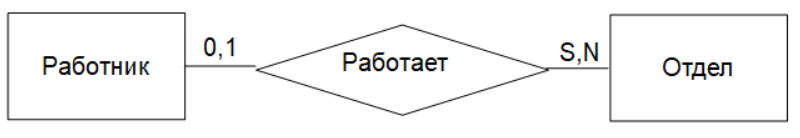 Работник
0,1
Работает
S,N
Отдел